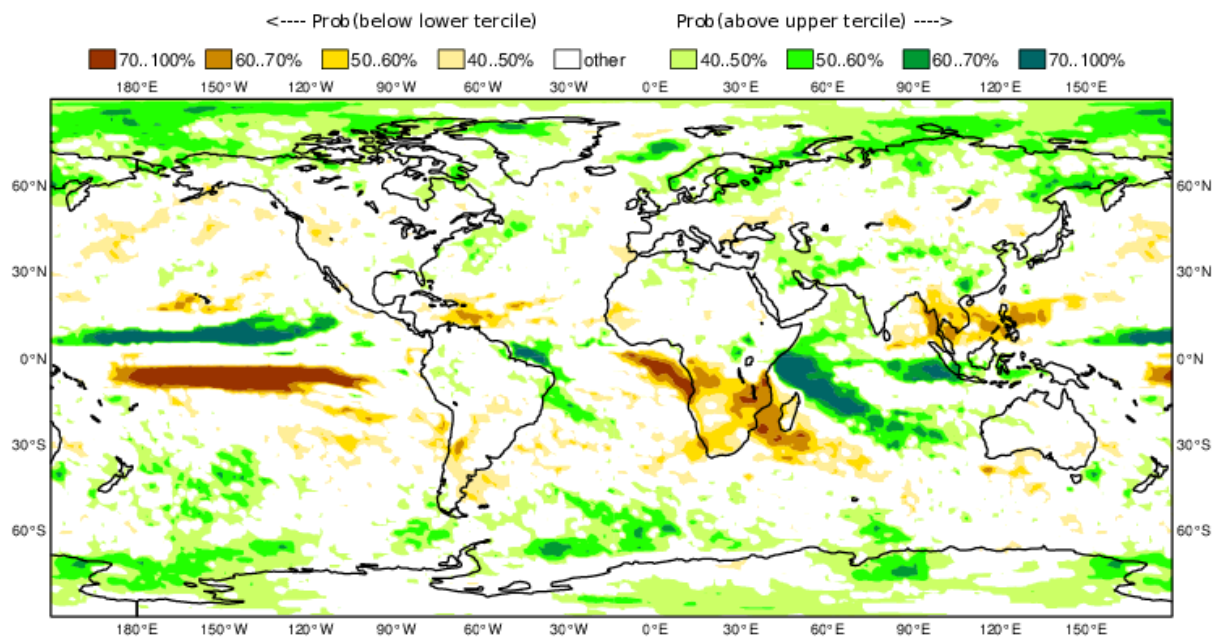 <---- Prob(below lower tercile) Prob(above upper tercile) ---->
70..100% 60..70% 50..60% 40..50% other 40..50% 50..60% 60..70% 70..100%
180°E 150°W 120°W 90°W 60°W 30°W 0°E 30°E 60°E 90°E 120°E 150°E
60°N 60°N
30°N 30°N
0°N 0°N
30°S 30°S
60°S 60°S
180°E 150°W 120°W 90°W 60°W 30°W 0°E 30°E 60°E 90°E 120°E 150°E